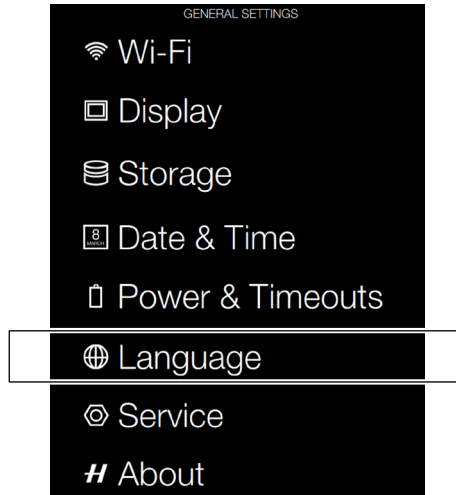 GENERAL SETTINGS
Wi-Fi
Display
Storage
8
MARCH
Date & Time
Power & Timeouts
Language
Service
H About